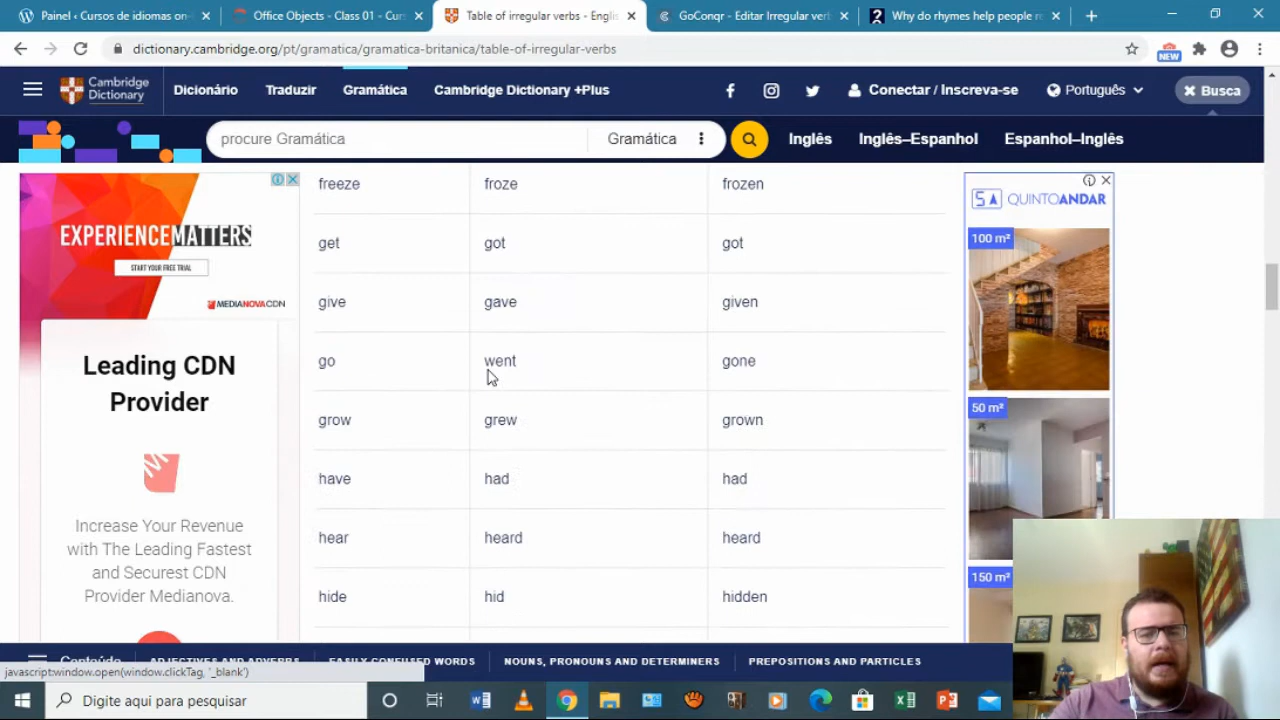 Painel ‹ Cursos de idiomas on-
Office Objects - Class 01 - Curs
Table of irregular verbs - Englis
GoConqr - Editar Irregular verb
Why do rhymes help people re
dictionary.cambridge.org/pt/gramatica/gramatica-britanica/table-of-irregular-verbs
NEW
Cambridge
Dictionary
Dicionário
Traduzir
Gramática
Cambridge Dictionary +Plus
Conectar / Inscreva-se
Português
Busca
procure Gramática
Gramática
Inglês
Inglês–Espanhol
Espanhol–Inglês
freeze froze frozen
get got got
give gave given
go went gone
grow grew grown
have had had
hear heard heard
hide hid hidden
EXPERIENCEMATTERS
START YOUR FREE TRIAL
MEDIANOVACDN
Leading CDN
Provider
Increase Your Revenue
with The Leading Fastest
and Securest CDN
Provider Medianova.
QUINTOANDAR
100 m²
50 m²
150 m²
Conteúdo
ADJECTIVES AND ADVERBS
EASILY CONFUSED WORDS
NOUNS, PRONOUNS AND DETERMINERS
PREPOSITIONS AND PARTICLES
javascript:window.open(window.clickTag, '_blank')
Digite aqui para pesquisar